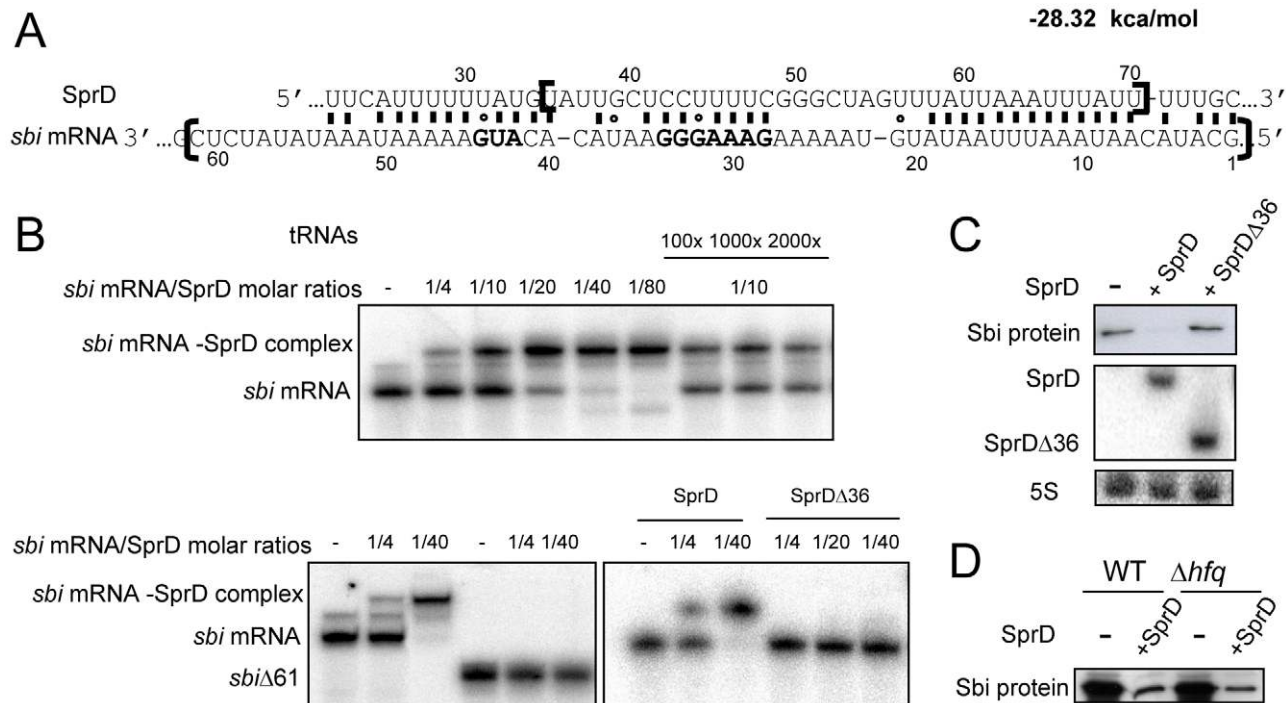 A
-28.32 kca/mol
30 40 50 60 70
SprD 5′ ...UUCAUUUUUUAUG[UAUUGCUCCUUUUCGGGCUAGUUUAUUAAAUUUAUU]-UUUGC...3′
sbi mRNA 3′ ...G[CUCUAUAUAAAUAAAAAGUACA-CAUAAGGGAAAGAAAAAU-GUAUAAUUUAAAUAACAUACG]...5′
60 50 40 30 20 10 1
B
tRNAs 100x 1000x 2000x
sbi mRNA/SprD molar ratios - 1/4 1/10 1/20 1/40 1/80 1/10
sbi mRNA -SprD complex
sbi mRNA
SprD SprDΔ36
sbi mRNA/SprD molar ratios - 1/4 1/40 - 1/4 1/40 - 1/4 1/40 1/4 1/20 1/40
sbi mRNA -SprD complex
sbi mRNA
sbiΔ61
C
SprD - + SprD + SprDΔ36
Sbi protein
SprD
SprDΔ36
5S
D
WT Δhfq
SprD - +SprD - +SprD
Sbi protein